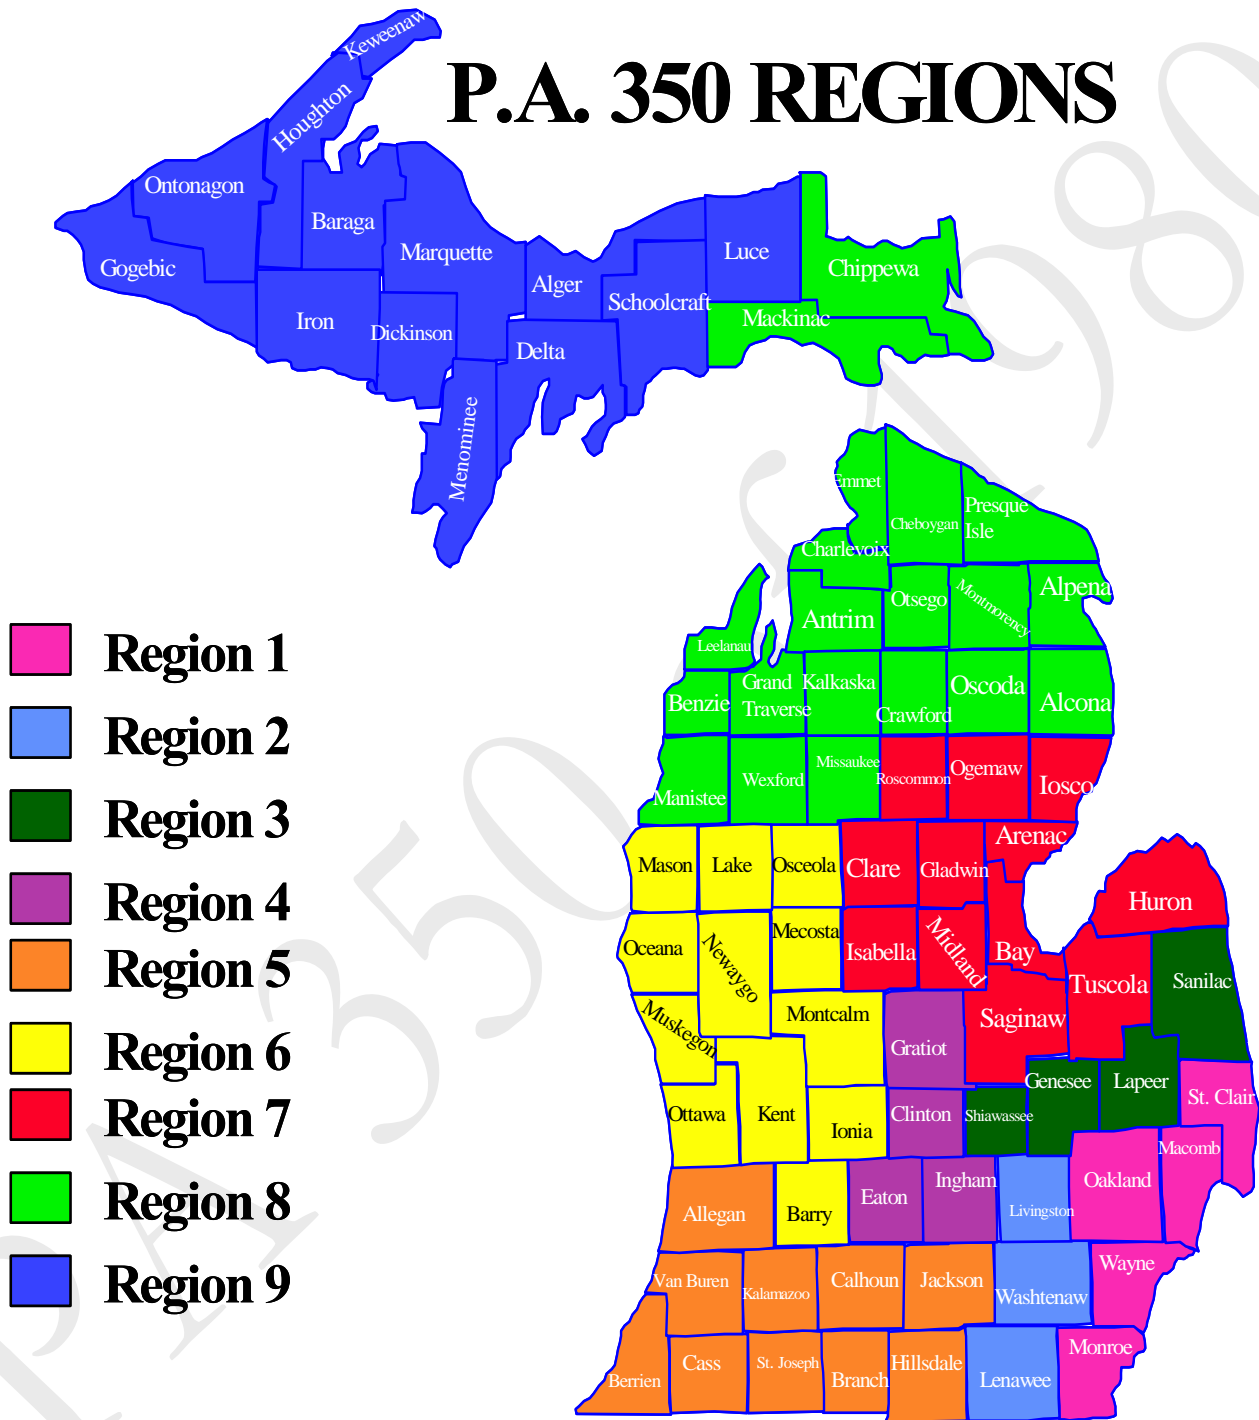 P.A. 350 REGIONS
Keweenaw
Houghton
Ontonagon
Baraga
Gogebic
Marquette
Iron
Dickinson
Alger
Schoolcraft
Luce
Chippewa
Mackinac
Delta
Menominee
Emmet
Cheboygan
Presque
Isle
Charlevoix
Antrim
Otsego
Montmorency
Alpena
Leelanau
Benzie
Grand
Traverse
Kalkaska
Crawford
Oscoda
Alcona
Manistee
Wexford
Missaukee
Roscommon
Ogemaw
Iosco
Mason
Lake
Osceola
Clare
Gladwin
Arenac
Huron
Oceana
Newaygo
Mecosta
Isabella
Midland
Bay
Tuscola
Sanilac
Muskegon
Montcalm
Gratiot
Saginaw
Genesee
Lapeer
St. Clair
Ottawa
Kent
Ionia
Clinton
Shiawassee
Macomb
Allegan
Barry
Eaton
Ingham
Livingston
Oakland
Van Buren
Kalamazoo
Calhoun
Jackson
Washtenaw
Wayne
Berrien
Cass
St. Joseph
Branch
Hillsdale
Lenawee
Monroe
Region 1
Region 2
Region 3
Region 4
Region 5
Region 6
Region 7
Region 8
Region 9
PA 350 of 1980